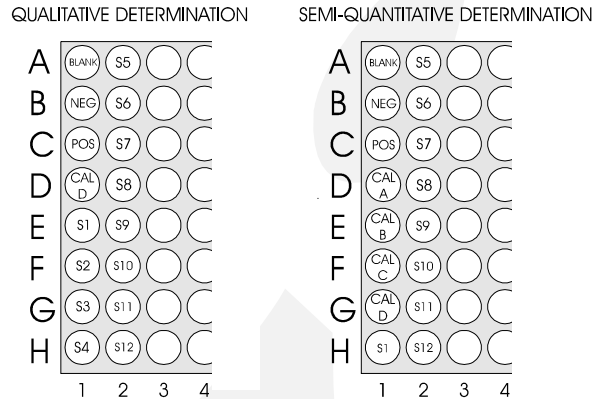 QUALITATIVE DETERMINATION
A BLANK S5
B NEG S6
C POS S7
D CAL D S8
E S1 S9
F S2 S10
G S3 S11
H S4 S12
1 2 3 4
SEMI-QUANTITATIVE DETERMINATION
A BLANK S5
B NEG S6
C POS S7
D CAL A S8
E CAL B S9
F CAL C S10
G CAL D S11
H S1 S12
1 2 3 4